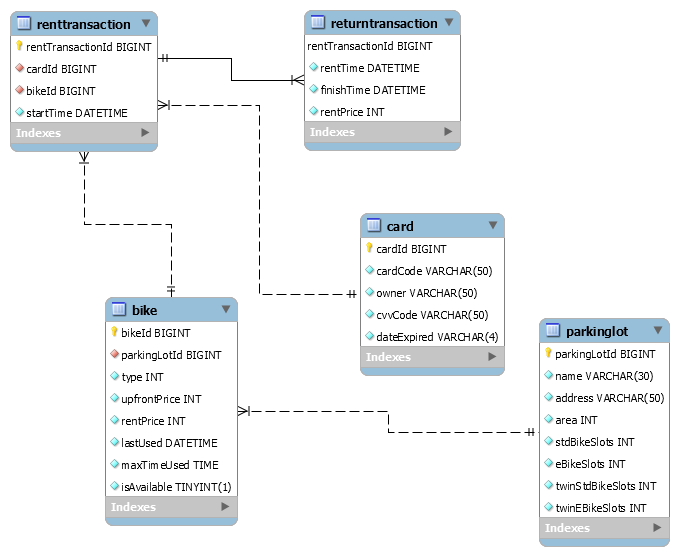 renttransaction
rentTransactionId BIGINT
cardId BIGINT
bikeId BIGINT
startTime DATETIME
Indexes
returntransaction
rentTransactionId BIGINT
rentTime DATETIME
finishTime DATETIME
rentPrice INT
Indexes
card
cardId BIGINT
cardCode VARCHAR(50)
owner VARCHAR(50)
cvvCode VARCHAR(50)
dateExpired VARCHAR(4)
Indexes
bike
bikeId BIGINT
parkingLotId BIGINT
type INT
upfrontPrice INT
rentPrice INT
lastUsed DATETIME
maxTimeUsed TIME
isAvailable TINYINT(1)
Indexes
parkinglot
parkingLotId BIGINT
name VARCHAR(30)
address VARCHAR(50)
area INT
stdBikeSlots INT
eBikeSlots INT
twinStdBikeSlots INT
twinEBikeSlots INT
Indexes